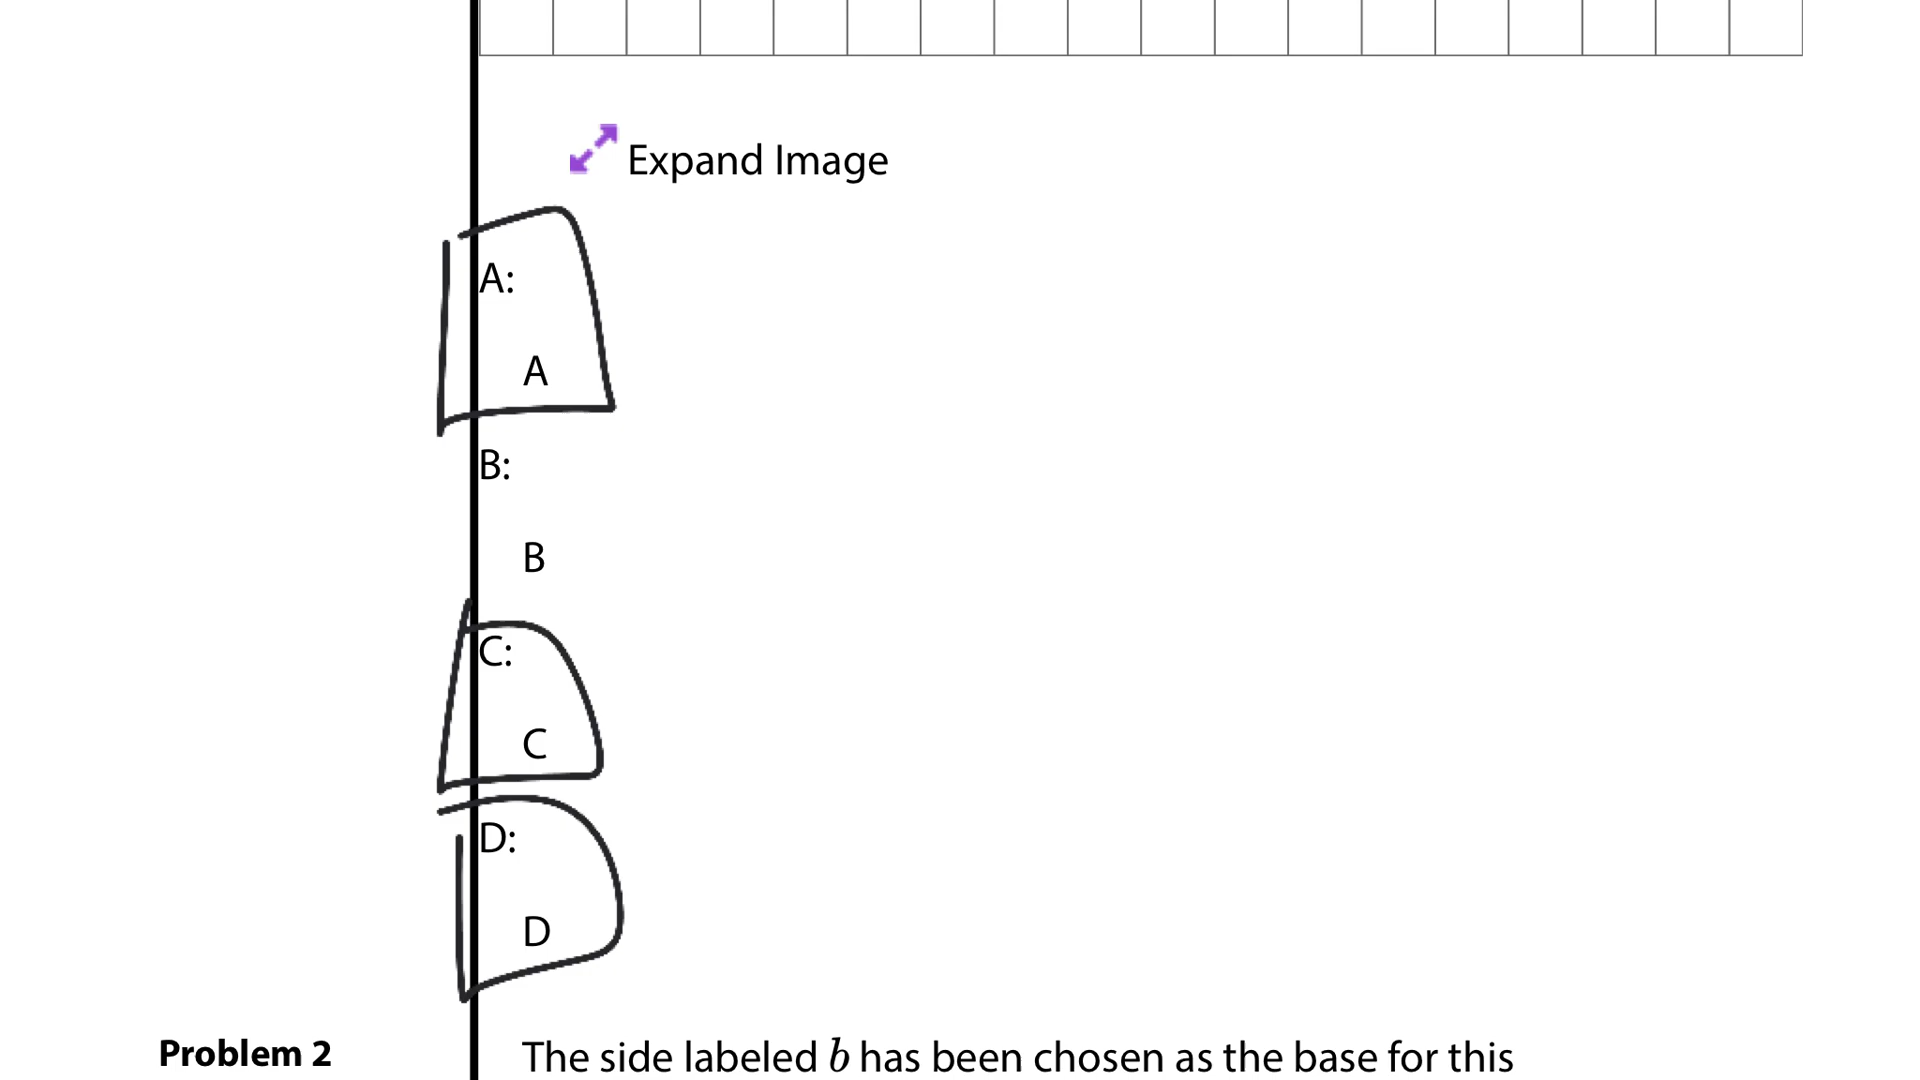 Expand Image
A:
A
B:
B
C:
C
D:
D
Problem 2 The side labeled b has been chosen as the base for this